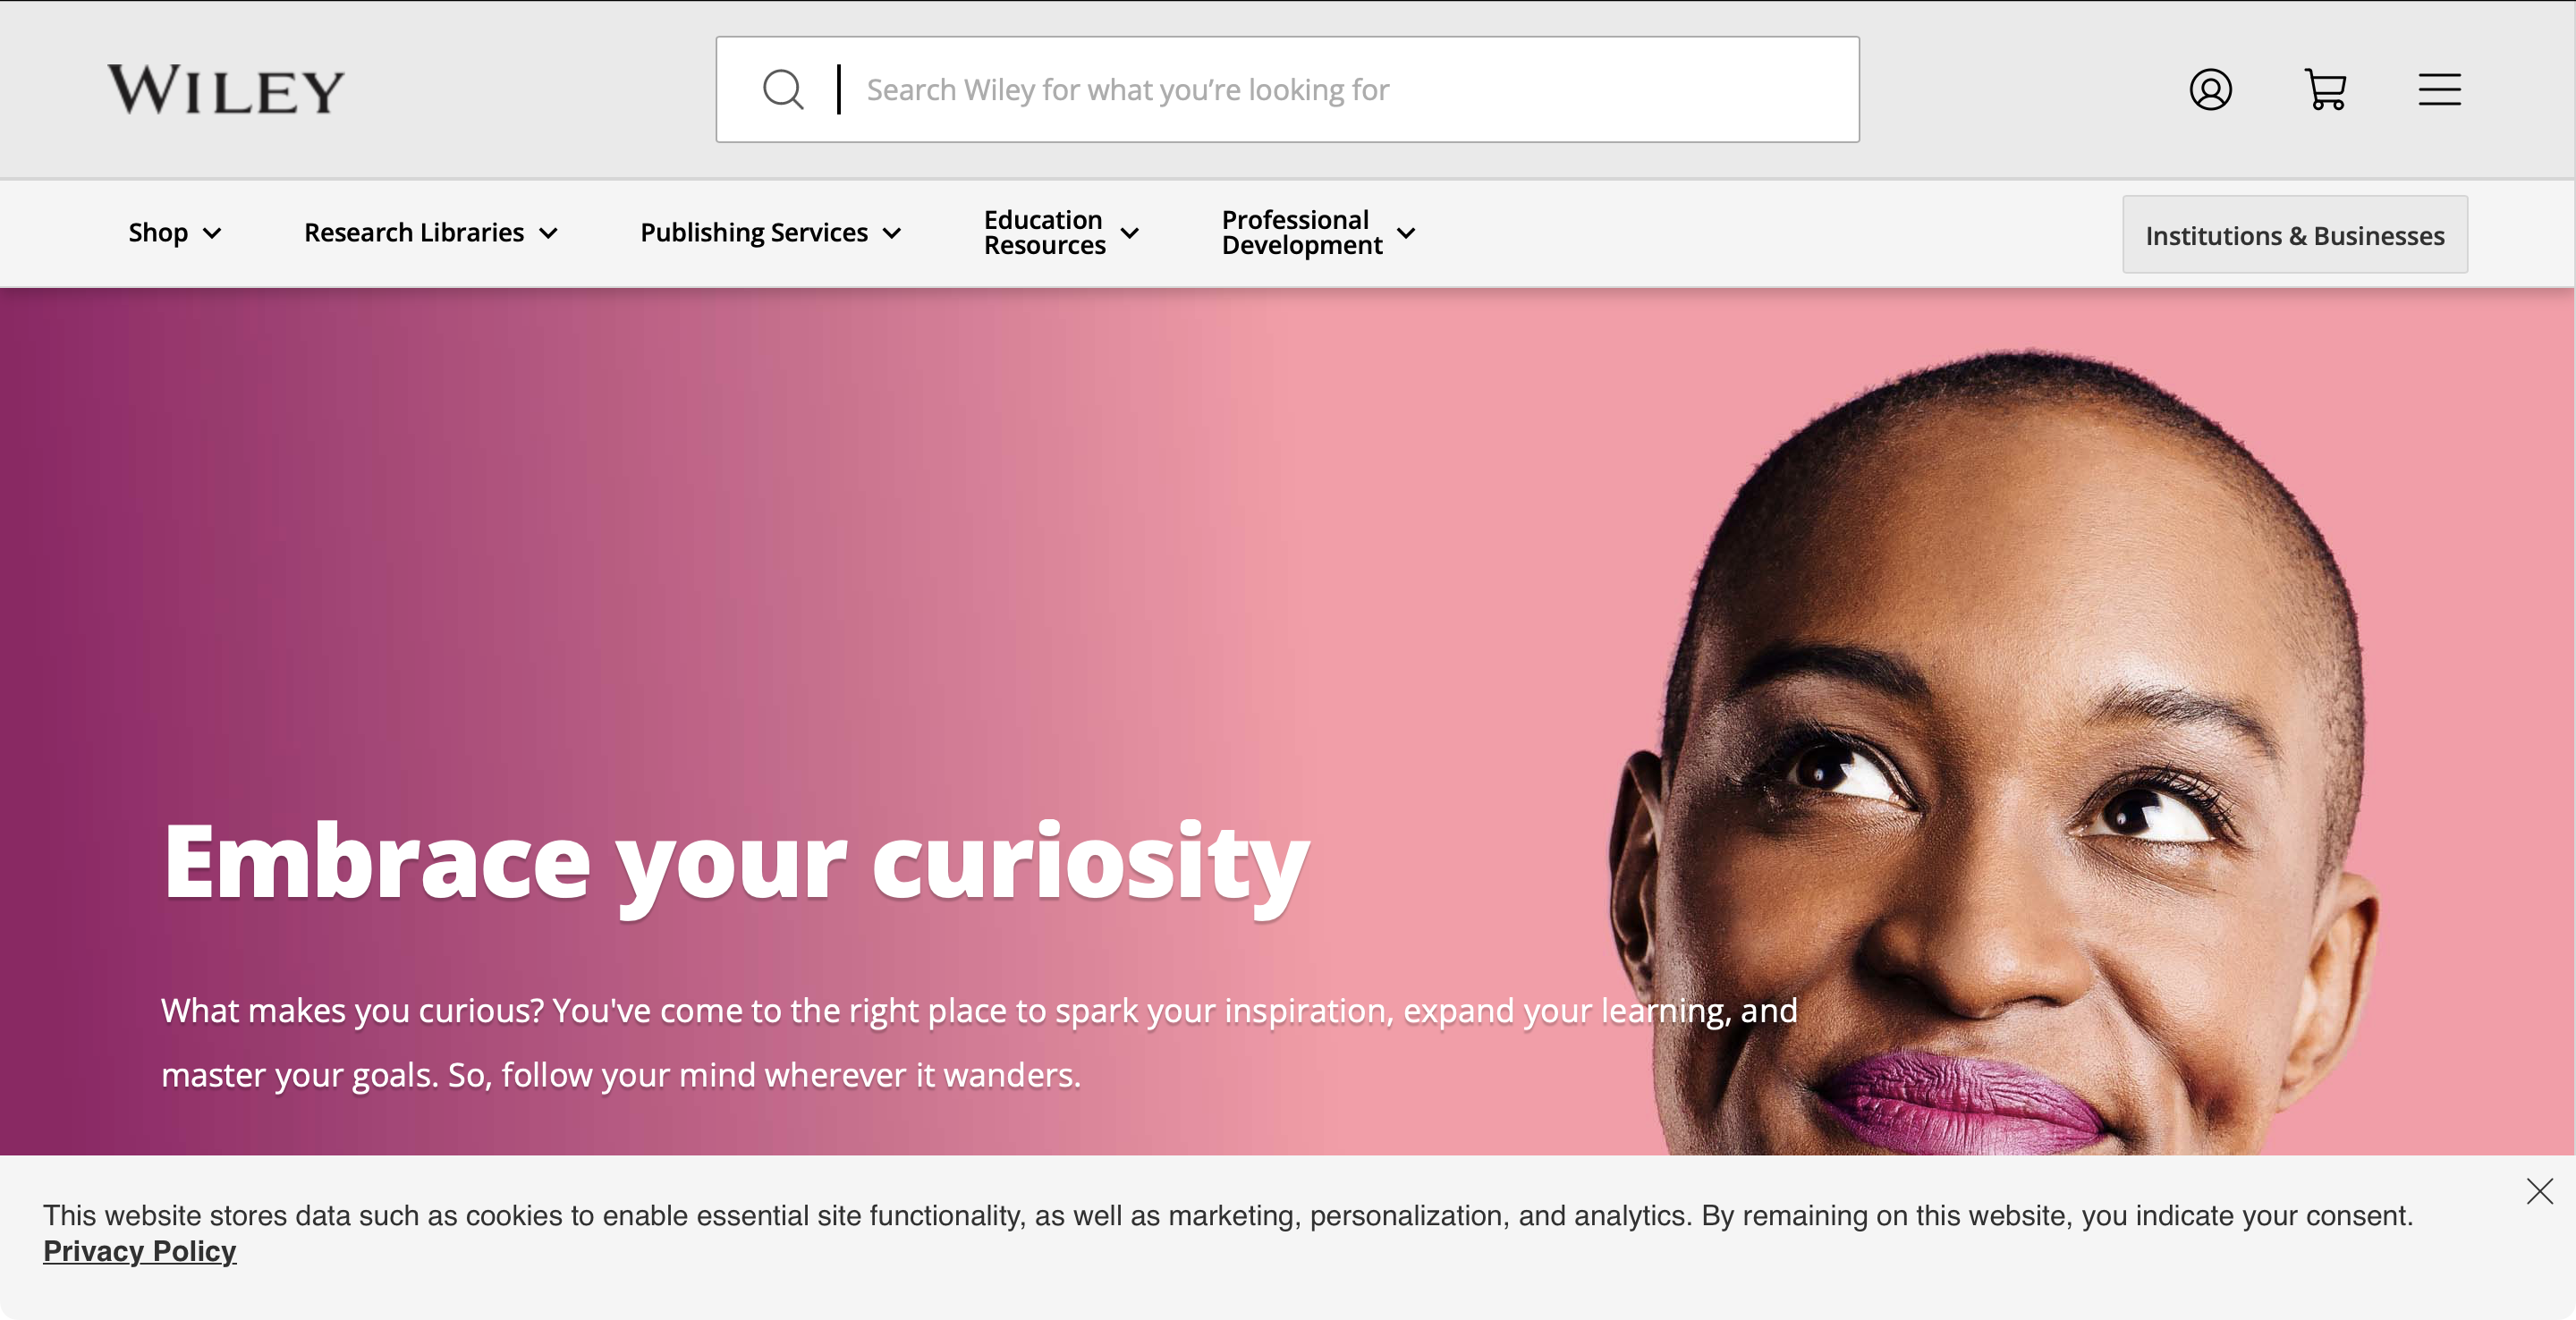 WILEY
Search Wiley for what you’re looking for
Shop
Research Libraries
Publishing Services
Education
Resources
Professional
Development
Institutions & Businesses
Embrace your curiosity
What makes you curious? You've come to the right place to spark your inspiration, expand your learning, and
master your goals. So, follow your mind wherever it wanders.
This website stores data such as cookies to enable essential site functionality, as well as marketing, personalization, and analytics. By remaining on this website, you indicate your consent.
Privacy Policy